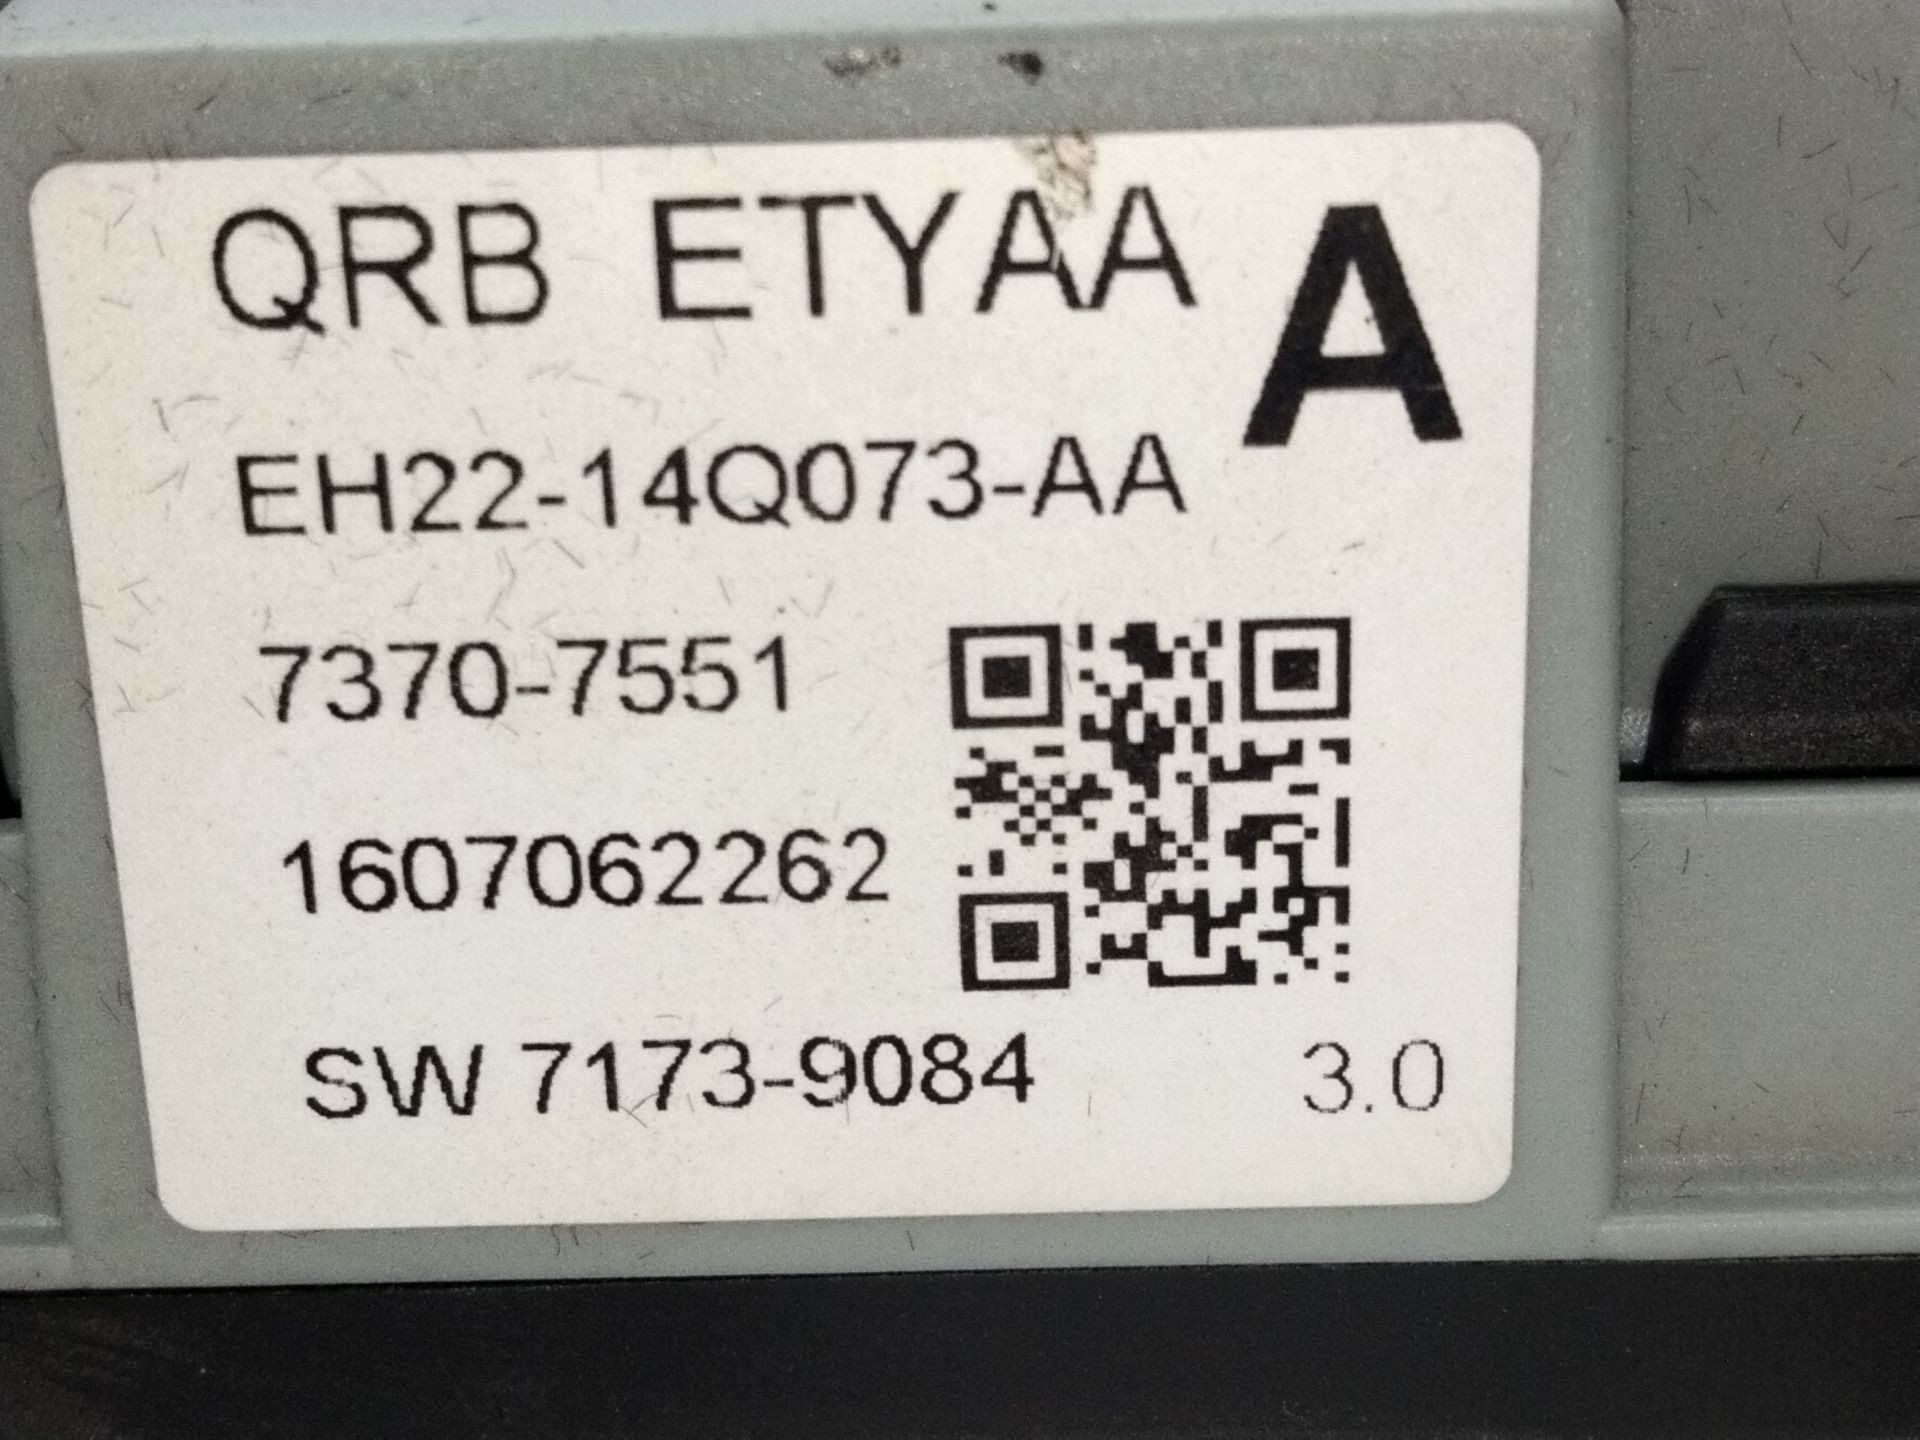 QRB ETYAA A
EH22-14Q073-AA
7370-7551
1607062262
SW 7173-9084 3.0